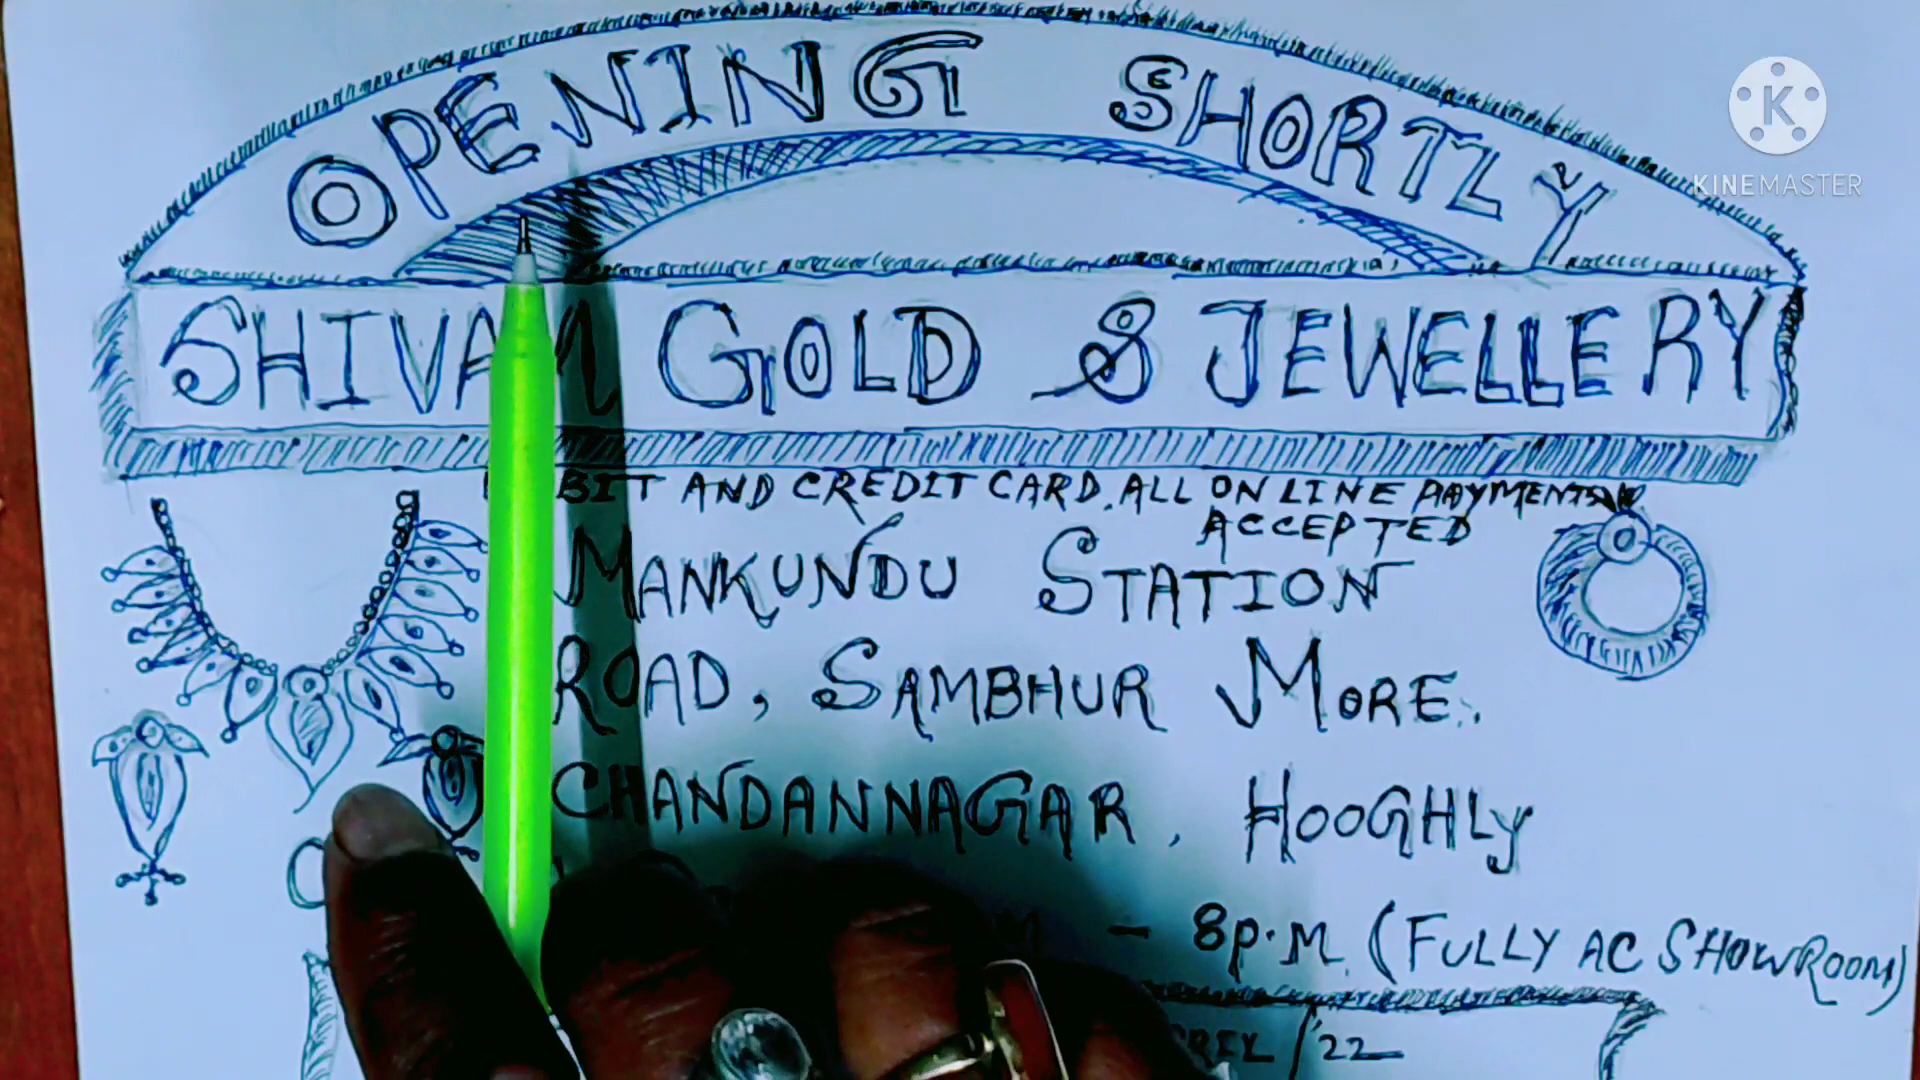 OPENING SHORTLY
SHIVAM GOLD & JEWELLERY
BIT AND CREDIT CARD. ALL ONLINE PAYMENTS
ACCEPTED
MANKUNDU STATION
ROAD, SAMBHUR MORE.
CHANDANNAGAR, HOOGHLY
- 8P.M. (FULLY AC SHOWROOM)
/'22
K
KINEMASTER